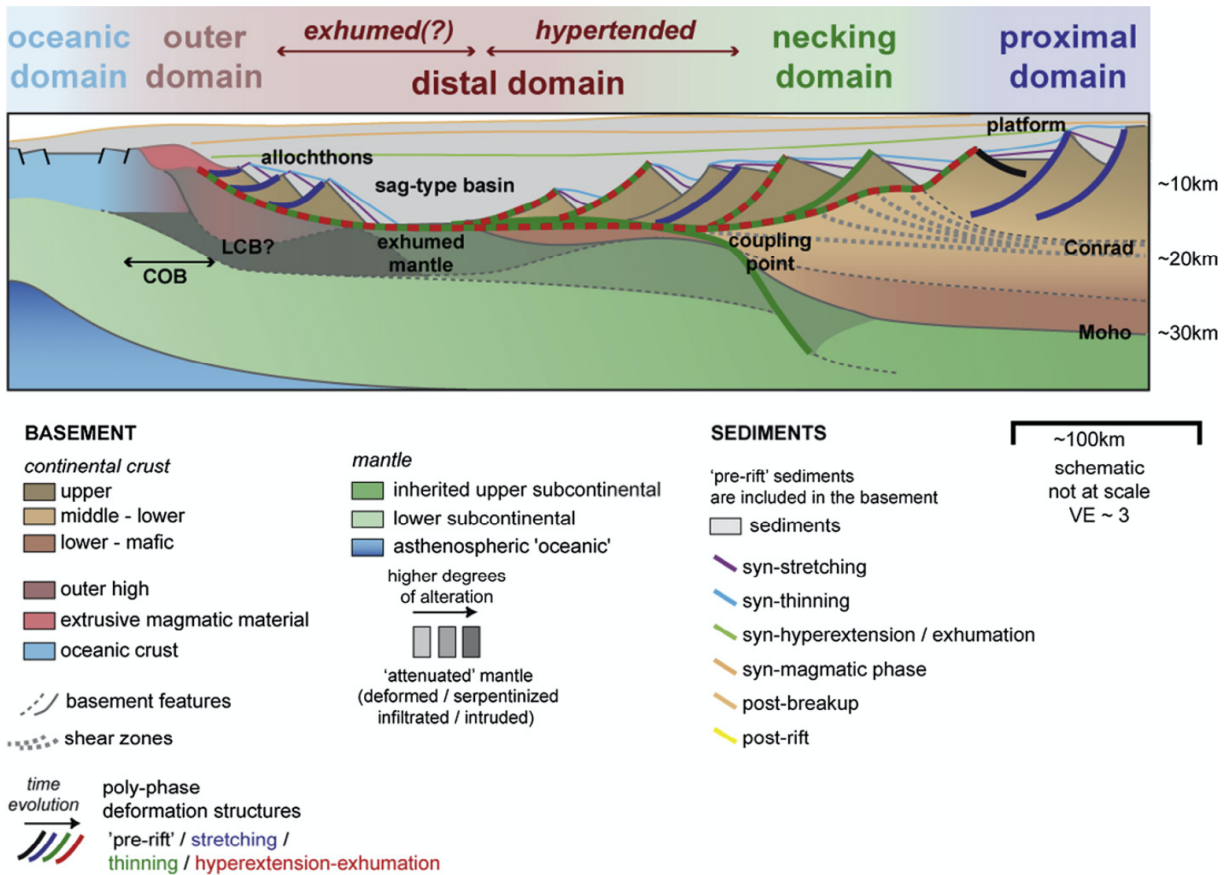 oceanic domain
outer domain
exhumed(?)
hypertended
distal domain
necking domain
proximal domain
platform
allochthons
sag-type basin
~10km
LCB?
exhumed
mantle
coupling
point
Conrad
COB
~20km
Moho
~30km
BASEMENT
continental crust
upper
middle - lower
lower - mafic
outer high
extrusive magmatic material
oceanic crust
basement features
shear zones
time
evolution
poly-phase
deformation structures
'pre-rift' / stretching /
thinning / hyperextension-exhumation
mantle
inherited upper subcontinental
lower subcontinental
asthenospheric 'oceanic'
higher degrees
of alteration
'attenuated' mantle
(deformed / serpentinized
infiltrated / intruded)
SEDIMENTS
'pre-rift' sediments
are included in the basement
sediments
syn-stretching
syn-thinning
syn-hyperextension / exhumation
syn-magmatic phase
post-breakup
post-rift
~100km
schematic
not at scale
VE ~ 3